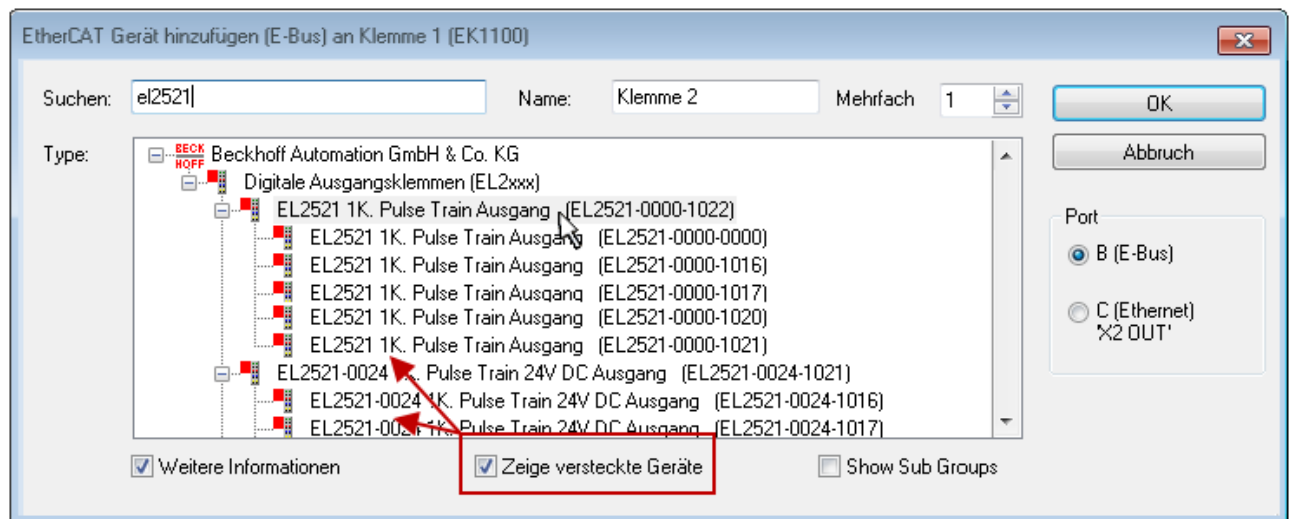 EtherCAT Gerät hinzufügen (E-Bus) an Klemme 1 (EK1100)
Suchen: el2521 Name: Klemme 2 Mehrfach 1 OK
Type: BECKHOFF Beckhoff Automation GmbH & Co. KG Abbruch
Digitale Ausgangsklemmen (EL2xxx)
EL2521 1K. Pulse Train Ausgang (EL2521-0000-1022) Port
EL2521 1K. Pulse Train Ausgang (EL2521-0000-0000)
B (E-Bus)
EL2521 1K. Pulse Train Ausgang (EL2521-0000-1016)
EL2521 1K. Pulse Train Ausgang (EL2521-0000-1017)
EL2521 1K. Pulse Train Ausgang (EL2521-0000-1020) C (Ethernet)
EL2521 1K. Pulse Train Ausgang (EL2521-0000-1021) 'X2 OUT'
EL2521-0024 1K. Pulse Train 24V DC Ausgang (EL2521-0024-1021)
EL2521-0024 1K. Pulse Train 24V DC Ausgang (EL2521-0024-1016)
EL2521-0024 1K. Pulse Train 24V DC Ausgang (EL2521-0024-1017)
Weitere Informationen Zeige versteckte Geräte Show Sub Groups